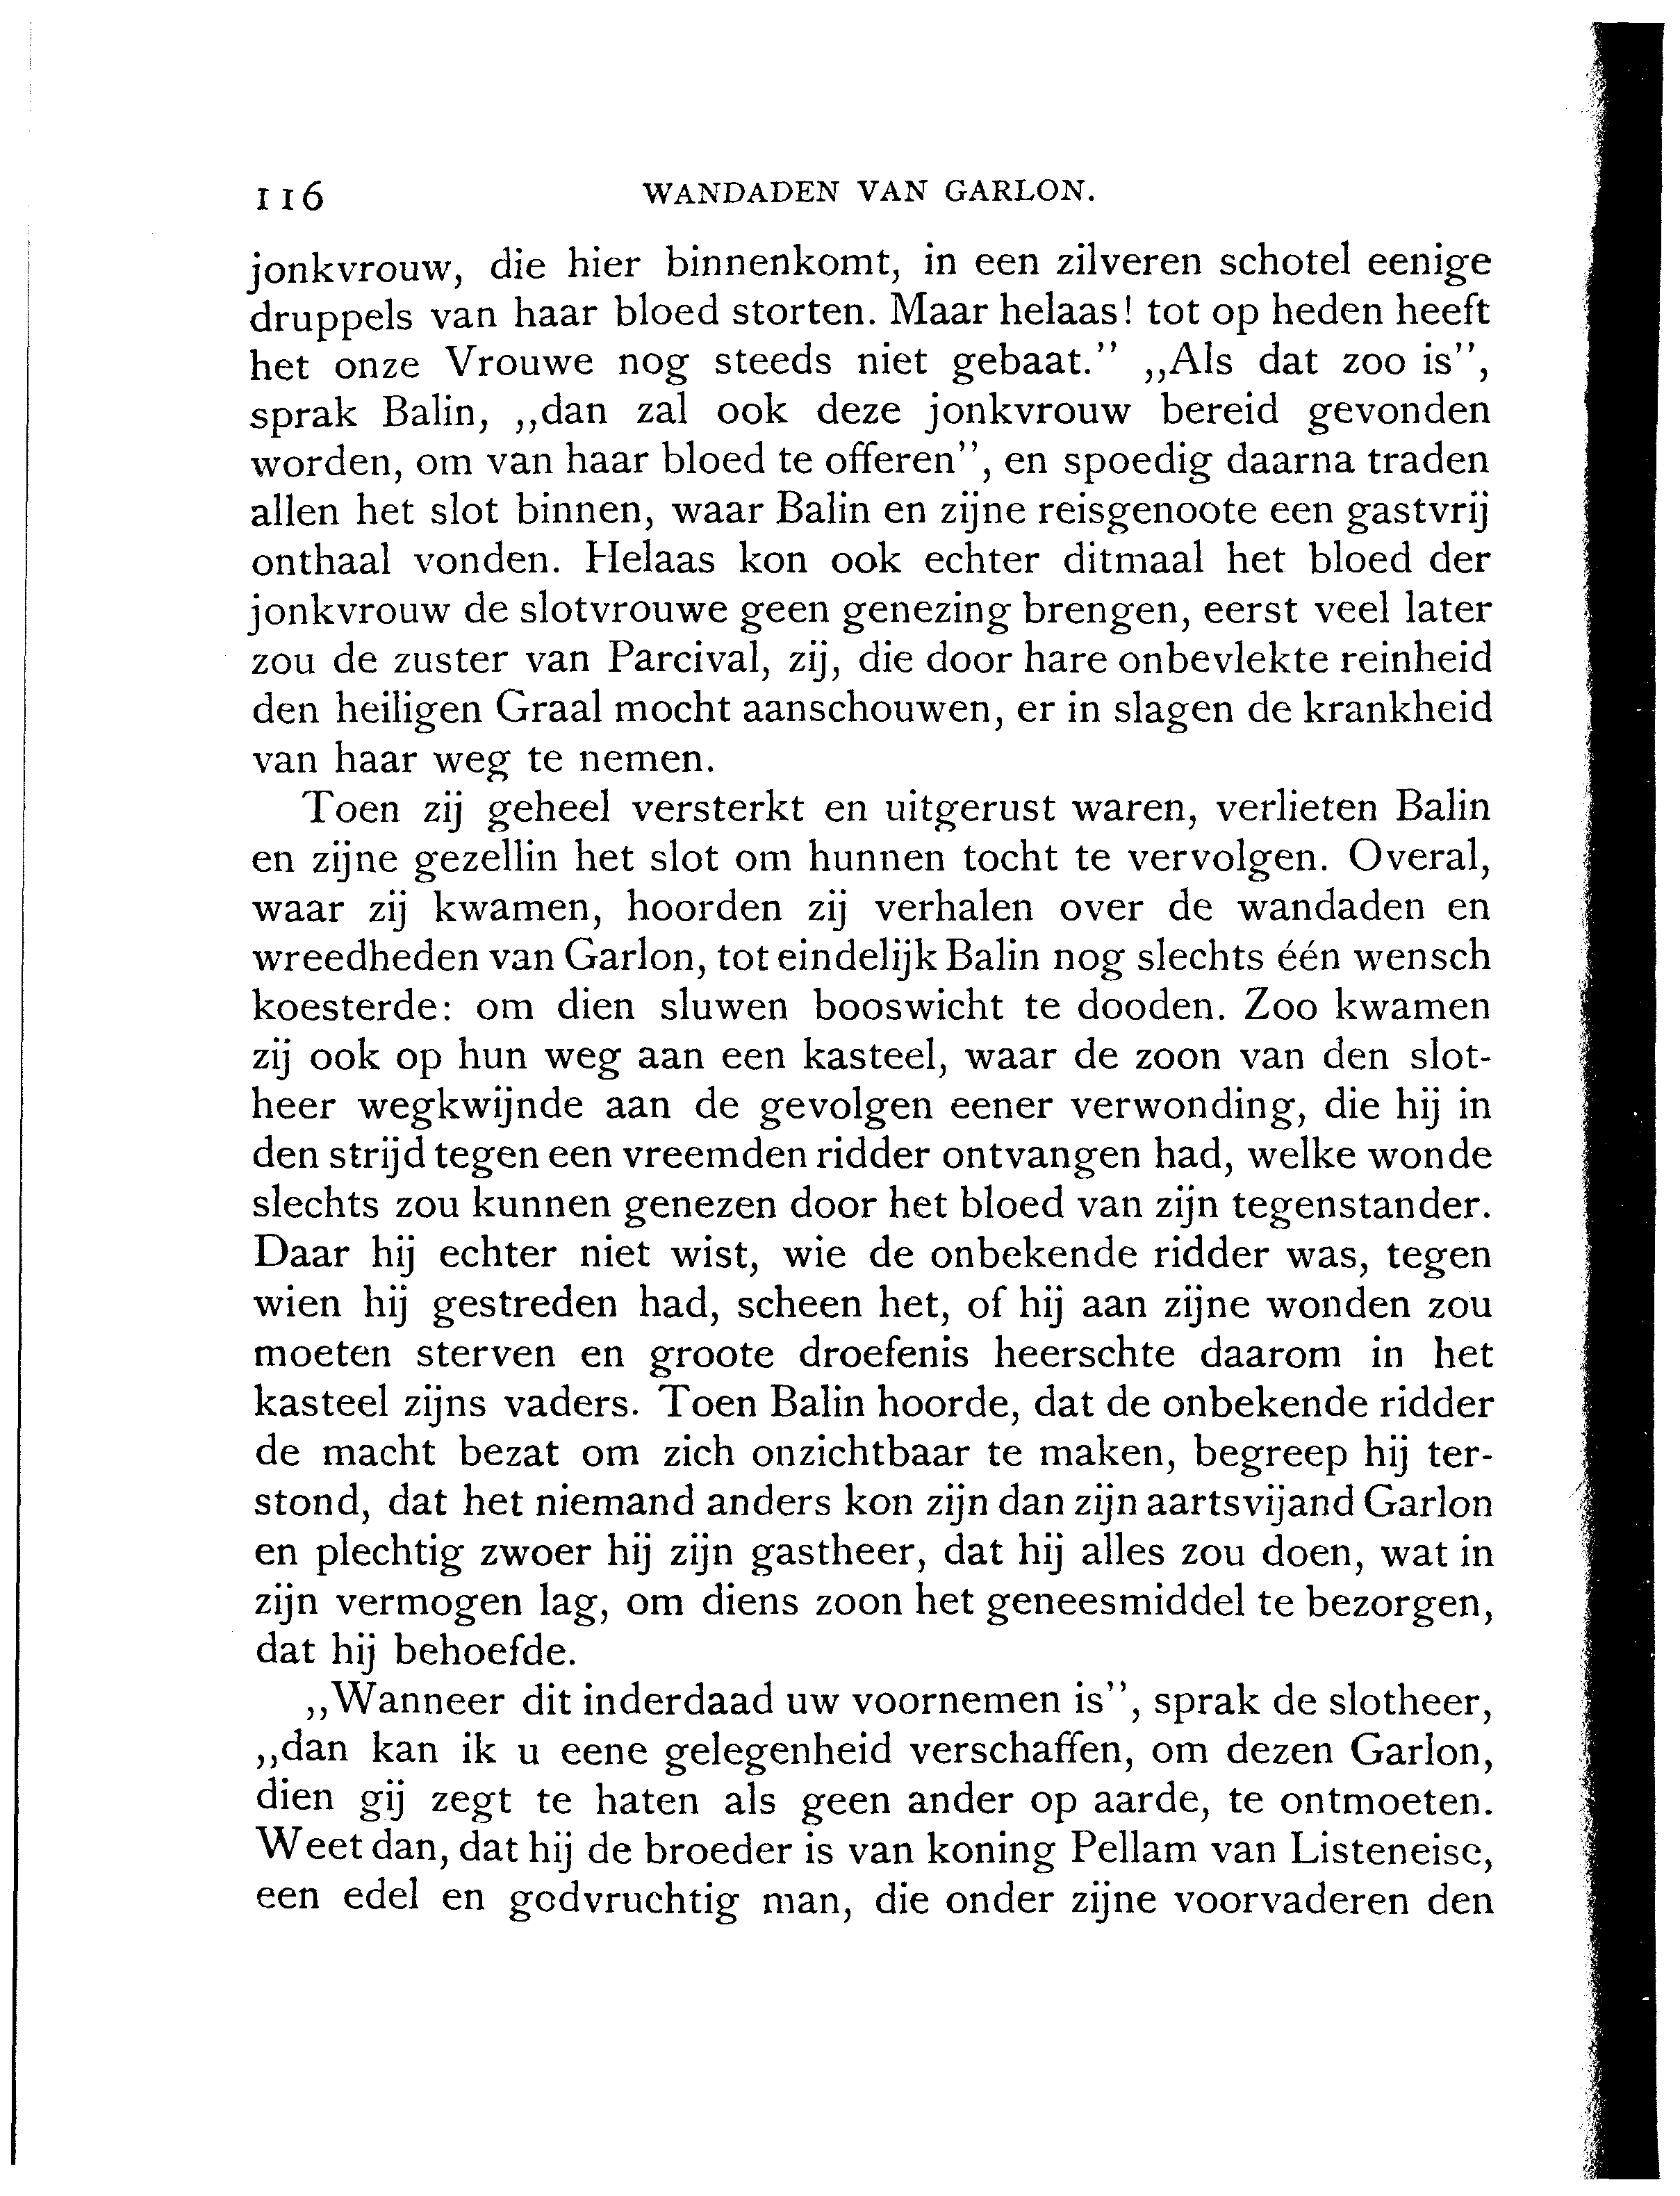 116 WANDADEN VAN GARLON.
jonkvrouw, die hier binnenkomt, in een zilveren schotel eenige
druppels van haar bloed storten. Maar helaas! tot op heden heeft
het onze Vrouwe nog steeds niet gebaat.” „Als dat zoo is”,
sprak Balin, „dan zal ook deze jonkvrouw bereid gevonden
worden, om van haar bloed te offeren”, en spoedig daarna traden
allen het slot binnen, waar Balin en zijne reisgenoote een gastvrij
onthaal vonden. Helaas kon ook echter ditmaal het bloed der
jonkvrouw de slotvrouwe geen genezing brengen, eerst veel later
zou de zuster van Parcival, zij, die door hare onbevlekte reinheid
den heiligen Graal mocht aanschouwen, er in slagen de krankheid
van haar weg te nemen.
Toen zij geheel versterkt en uitgerust waren, verlieten Balin
en zijne gezellin het slot om hunnen tocht te vervolgen. Overal,
waar zij kwamen, hoorden zij verhalen over de wandaden en
wreedheden van Garlon, tot eindelijk Balin nog slechts één wensch
koesterde: om dien sluwen booswicht te dooden. Zoo kwamen
zij ook op hun weg aan een kasteel, waar de zoon van den slot-
heer wegkwijnde aan de gevolgen eener verwonding, die hij in
den strijd tegen een vreemden ridder ontvangen had, welke wonde
slechts zou kunnen genezen door het bloed van zijn tegenstander.
Daar hij echter niet wist, wie de onbekende ridder was, tegen
wien hij gestreden had, scheen het, of hij aan zijne wonden zou
moeten sterven en groote droefenis heerschte daarom in het
kasteel zijns vaders. Toen Balin hoorde, dat de onbekende ridder
de macht bezat om zich onzichtbaar te maken, begreep hij ter-
stond, dat het niemand anders kon zijn dan zijn aartsvijand Garlon
en plechtig zwoer hij zijn gastheer, dat hij alles zou doen, wat in
zijn vermogen lag, om diens zoon het geneesmiddel te bezorgen,
dat hij behoefde.
„Wanneer dit inderdaad uw voornemen is”, sprak de slotheer,
„dan kan ik u eene gelegenheid verschaffen, om dezen Garlon,
dien gij zegt te haten als geen ander op aarde, te ontmoeten.
Weet dan, dat hij de broeder is van koning Pellam van Listeneise,
een edel en godvruchtig man, die onder zijne voorvaderen den